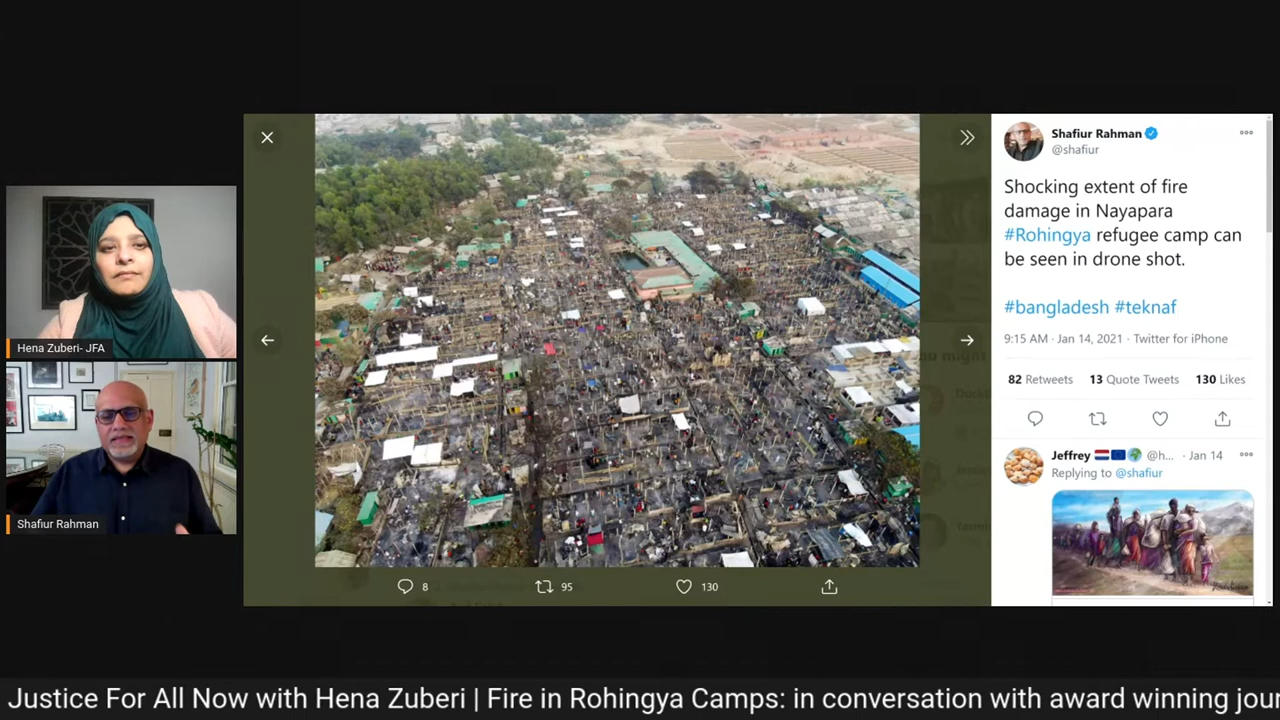 Hena Zuberi- JFA
Shafiur Rahman
8
95
130
Shafiur Rahman
@shafiur
Shocking extent of fire
damage in Nayapara
#Rohingya refugee camp can
be seen in drone shot.
#bangladesh #teknaf
9:15 AM · Jan 14, 2021 · Twitter for iPhone
82 Retweets 13 Quote Tweets 130 Likes
Jeffrey @h... · Jan 14
Replying to @shafiur
Justice For All Now with Hena Zuberi | Fire in Rohingya Camps: in conversation with award winning jour